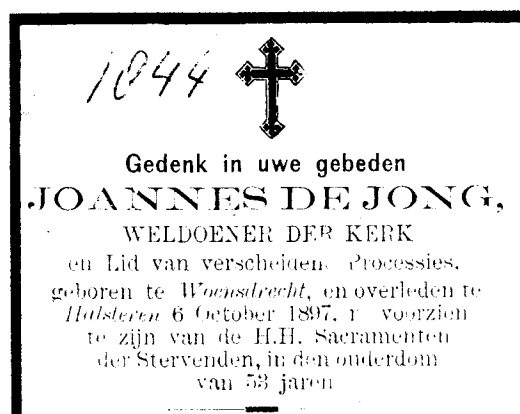 1844
Gedenk in uwe gebeden
JOANNES DE JONG,
WELDOENER DER KERK
en Lid van verscheiden. Processies,
geboren te Woensdrecht, en overleden te
Halsteren 6 October 1897, voorzien
te zijn van de H.H. Sacramenten
der Stervenden, in den ouderdom
van 53 jaren